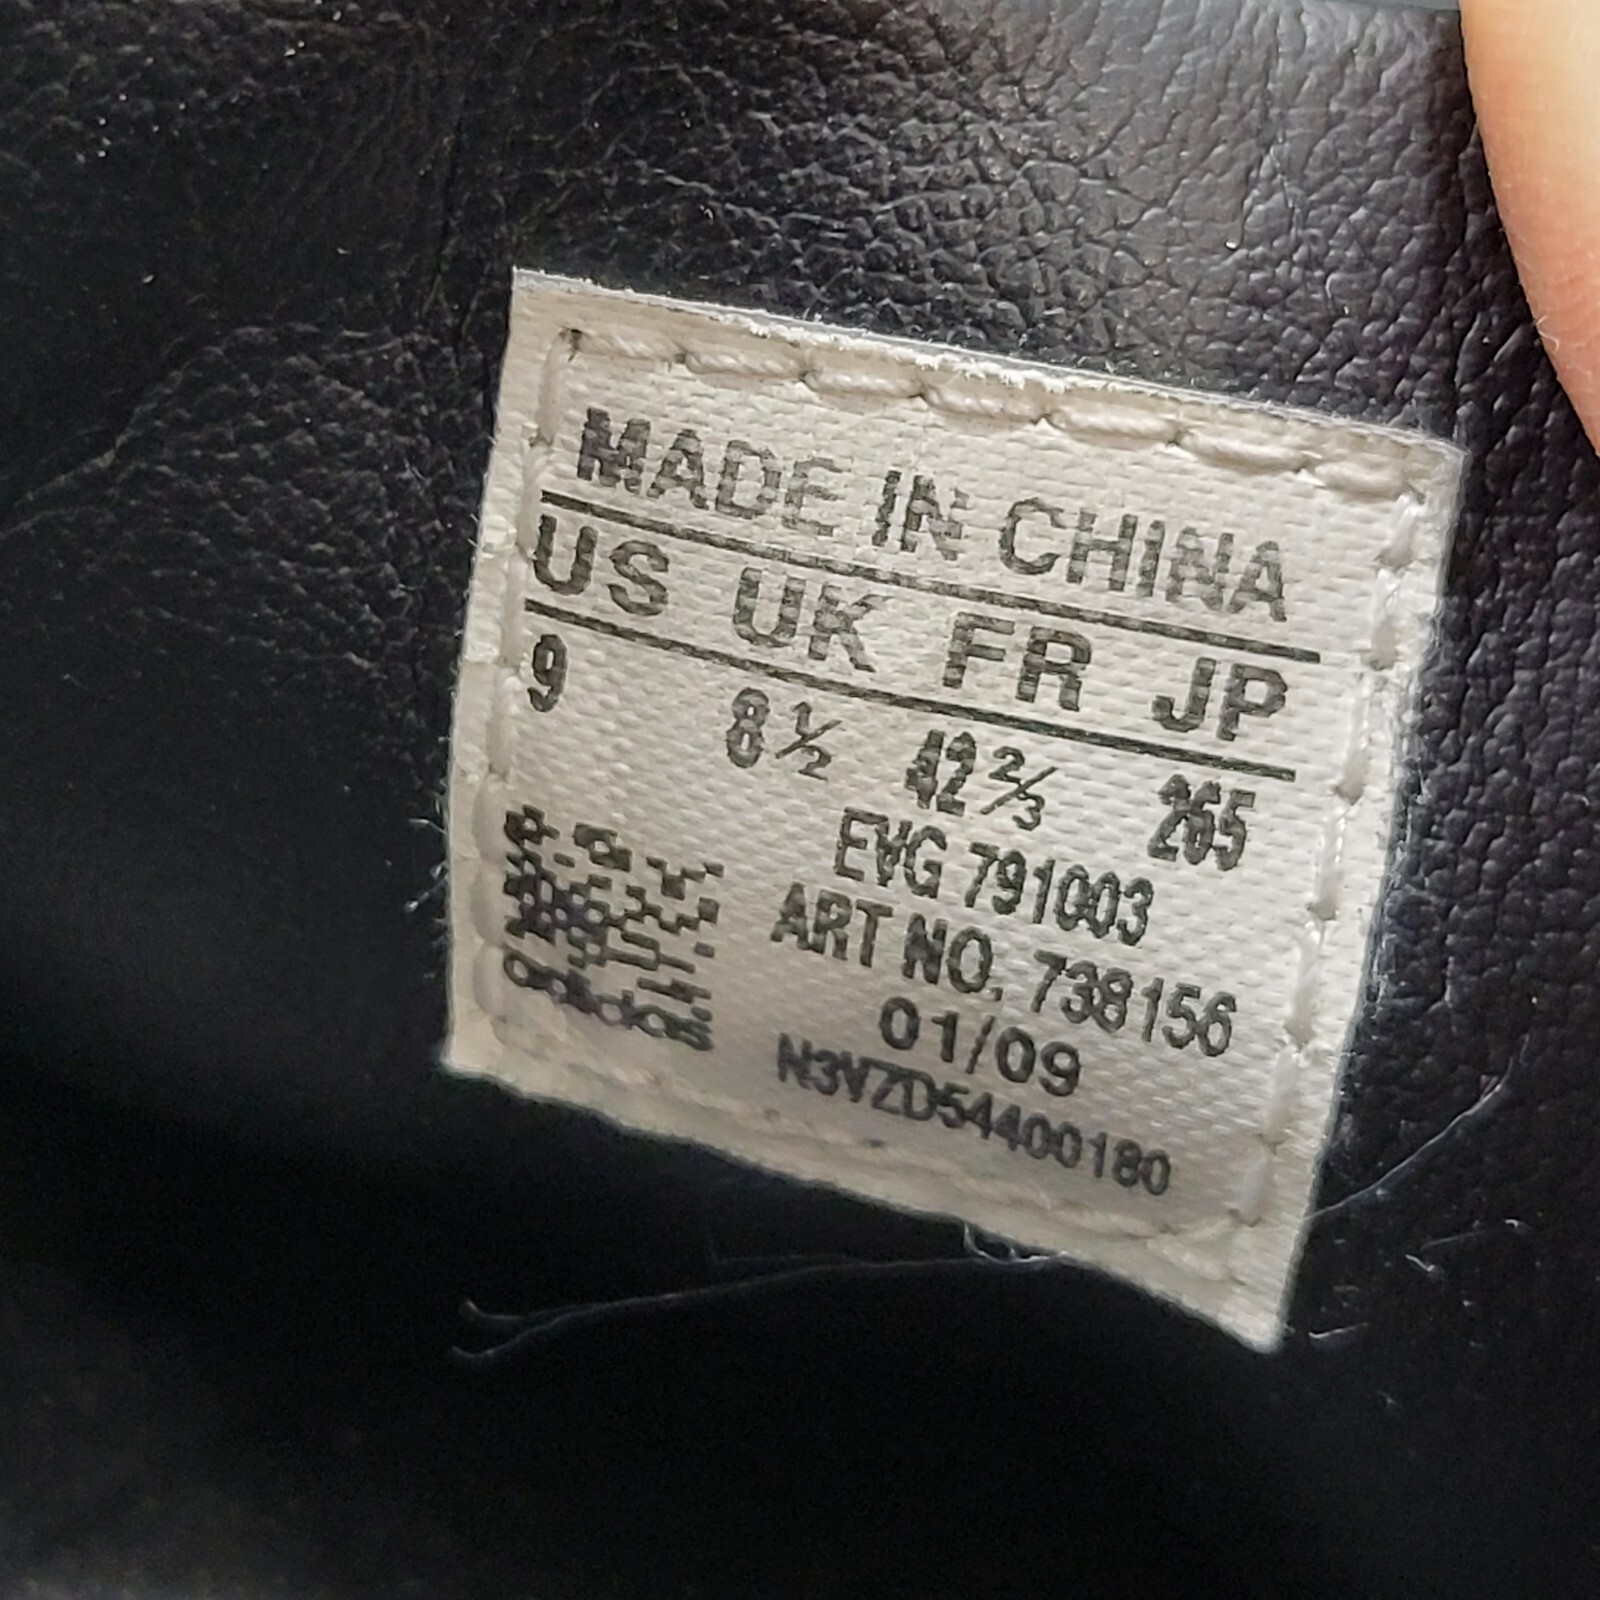 MADE IN CHINA
US UK FR JP
9 8½ 42⅔ 265
EVG 791003
ART NO. 738156
01/09
N3VZD54400180